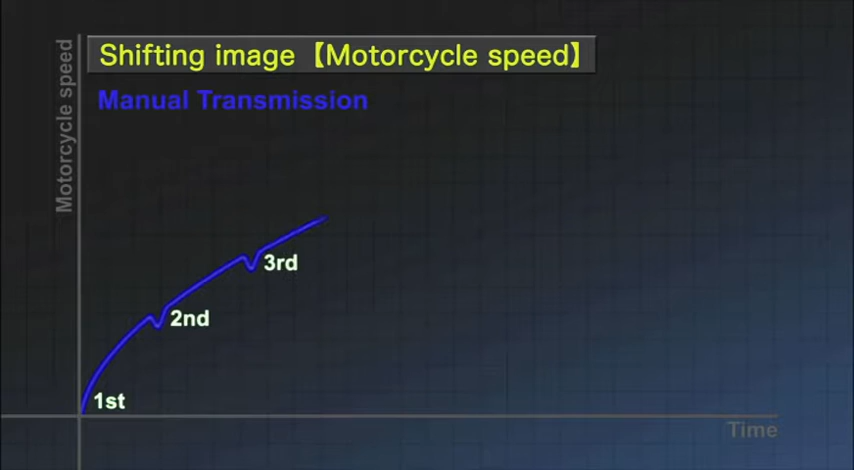 Shifting image【Motorcycle speed】
Manual Transmission
Motorcycle speed
3rd
2nd
1st
Time